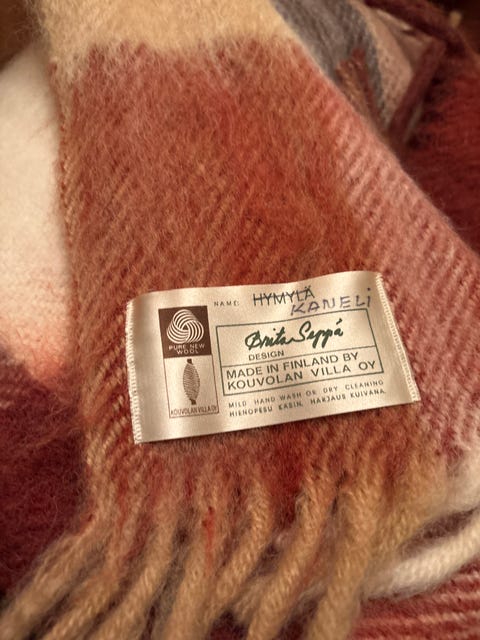 PURE NEW
WOOL
KOUVOLAN VILLA OY
NAME: HYMYLÄ
KANELI
Brita Seppä
DESIGN
MADE IN FINLAND BY
KOUVOLAN VILLA OY
MILD HAND WASH OR DRY CLEANING
HIENOPESU KÄSIN, HARJAUS KUIVANA.